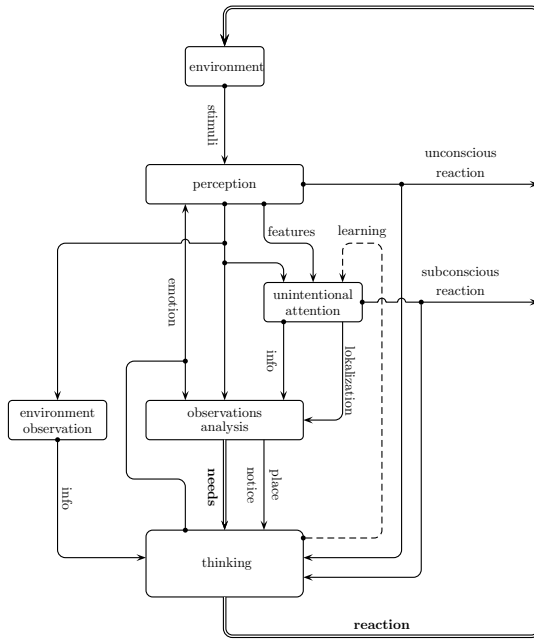 environment
stimuli
unconscious
reaction
perception
features
learning
subconscious
reaction
emotion
unintentional
attention
info
lokalization
environment
observation
observations
analysis
info
needs
notice
place
thinking
reaction